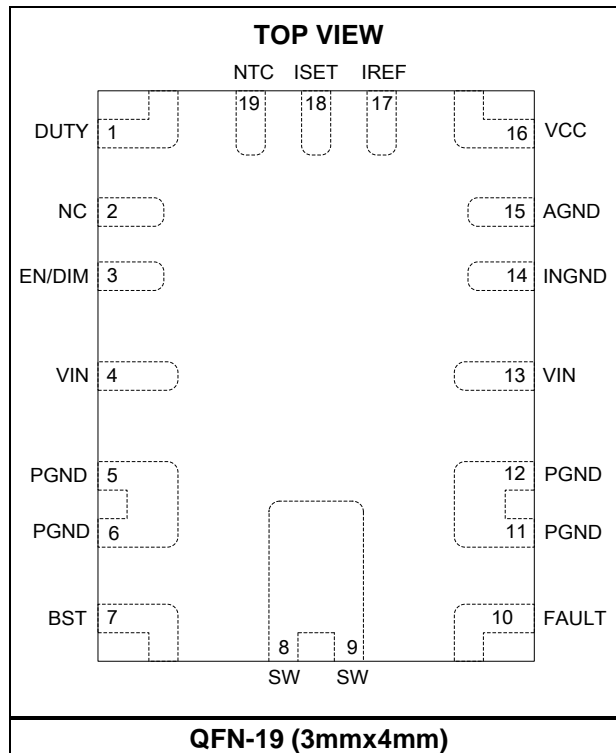 TOP VIEW
NTC ISET IREF
19 18 17
DUTY 1 16 VCC
NC 2 15 AGND
EN/DIM 3 14 INGND
VIN 4 13 VIN
PGND 5 12 PGND
PGND 6 11 PGND
BST 7 10 FAULT
8 9
SW SW
QFN-19 (3mmx4mm)